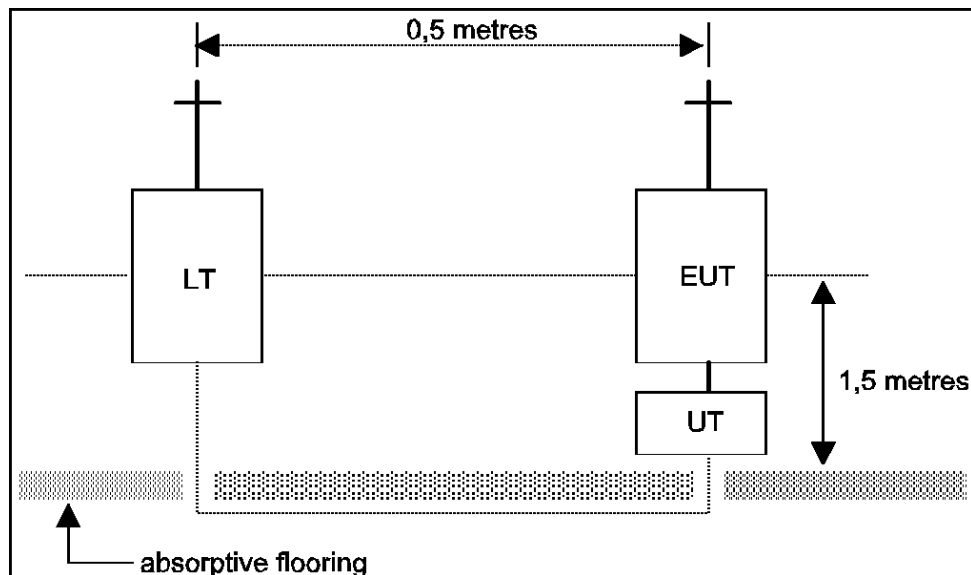 0,5 metres
LT
EUT
UT
1,5 metres
absorptive flooring